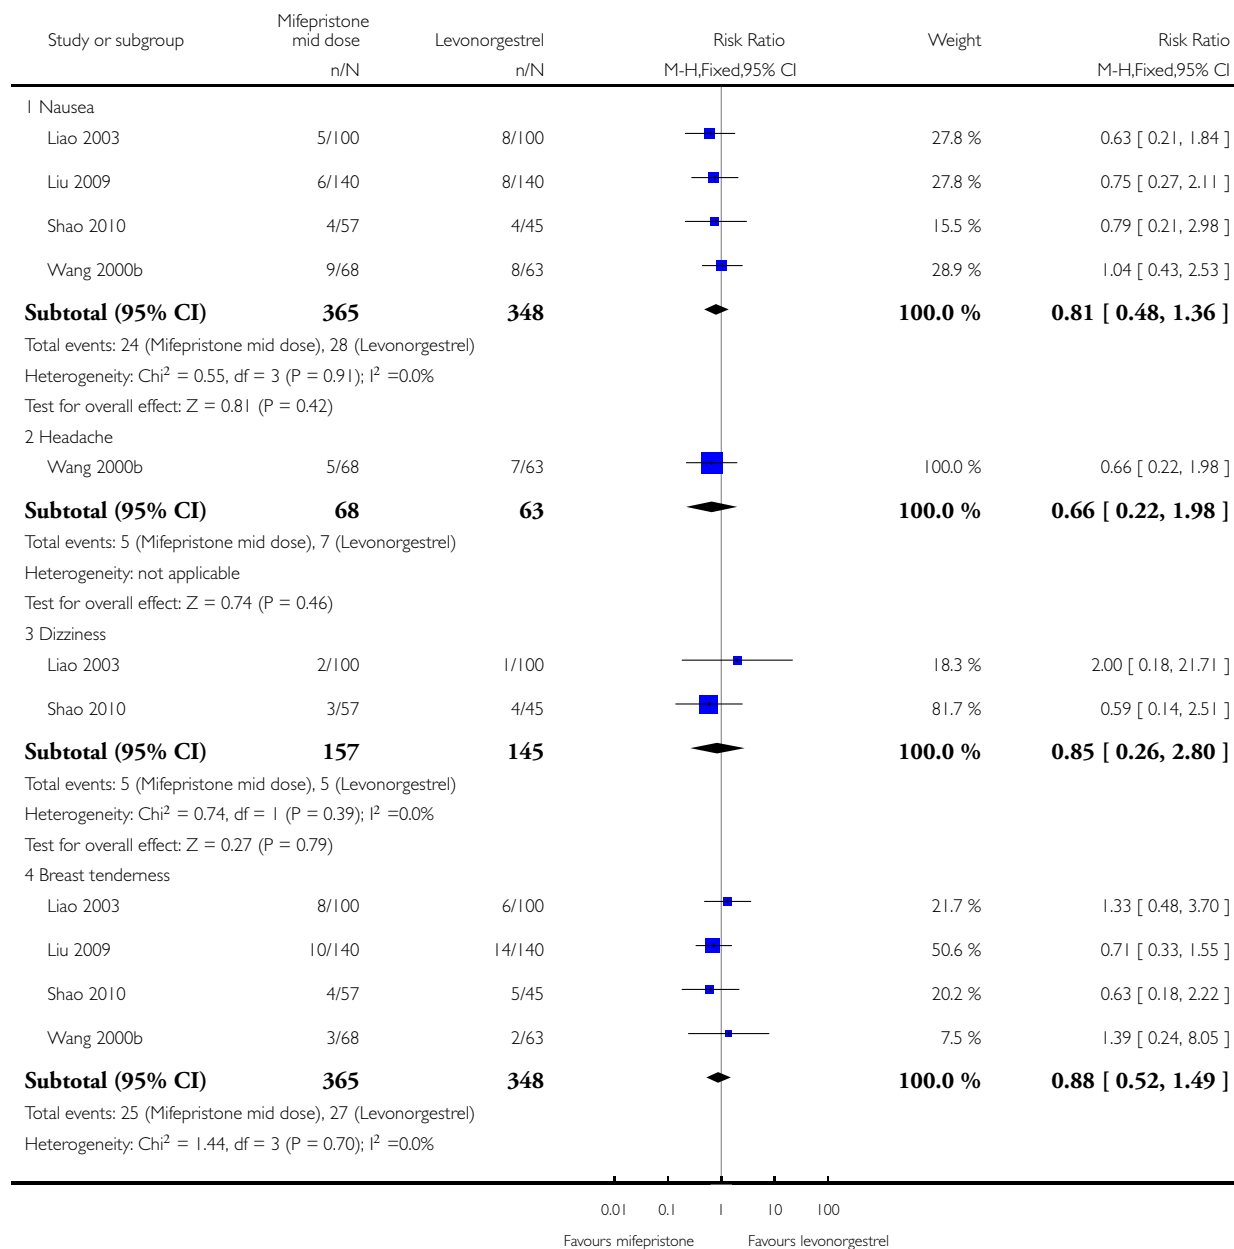 Study or subgroup Mifepristone mid dose Levonorgestrel Risk Ratio Weight Risk Ratio
n/N n/N M-H,Fixed,95% CI M-H,Fixed,95% CI
1 Nausea
Liao 2003 5/100 8/100 27.8 % 0.63 [ 0.21, 1.84 ]
Liu 2009 6/140 8/140 27.8 % 0.75 [ 0.27, 2.11 ]
Shao 2010 4/57 4/45 15.5 % 0.79 [ 0.21, 2.98 ]
Wang 2000b 9/68 8/63 28.9 % 1.04 [ 0.43, 2.53 ]
Subtotal (95% CI) 365 348 100.0 % 0.81 [ 0.48, 1.36 ]
Total events: 24 (Mifepristone mid dose), 28 (Levonorgestrel)
Heterogeneity: Chi² = 0.55, df = 3 (P = 0.91); I² =0.0%
Test for overall effect: Z = 0.81 (P = 0.42)
2 Headache
Wang 2000b 5/68 7/63 100.0 % 0.66 [ 0.22, 1.98 ]
Subtotal (95% CI) 68 63 100.0 % 0.66 [ 0.22, 1.98 ]
Total events: 5 (Mifepristone mid dose), 7 (Levonorgestrel)
Heterogeneity: not applicable
Test for overall effect: Z = 0.74 (P = 0.46)
3 Dizziness
Liao 2003 2/100 1/100 18.3 % 2.00 [ 0.18, 21.71 ]
Shao 2010 3/57 4/45 81.7 % 0.59 [ 0.14, 2.51 ]
Subtotal (95% CI) 157 145 100.0 % 0.85 [ 0.26, 2.80 ]
Total events: 5 (Mifepristone mid dose), 5 (Levonorgestrel)
Heterogeneity: Chi² = 0.74, df = 1 (P = 0.39); I² =0.0%
Test for overall effect: Z = 0.27 (P = 0.79)
4 Breast tenderness
Liao 2003 8/100 6/100 21.7 % 1.33 [ 0.48, 3.70 ]
Liu 2009 10/140 14/140 50.6 % 0.71 [ 0.33, 1.55 ]
Shao 2010 4/57 5/45 20.2 % 0.63 [ 0.18, 2.22 ]
Wang 2000b 3/68 2/63 7.5 % 1.39 [ 0.24, 8.05 ]
Subtotal (95% CI) 365 348 100.0 % 0.88 [ 0.52, 1.49 ]
Total events: 25 (Mifepristone mid dose), 27 (Levonorgestrel)
Heterogeneity: Chi² = 1.44, df = 3 (P = 0.70); I² =0.0%
0.01 0.1 1 10 100
Favours mifepristone Favours levonorgestrel